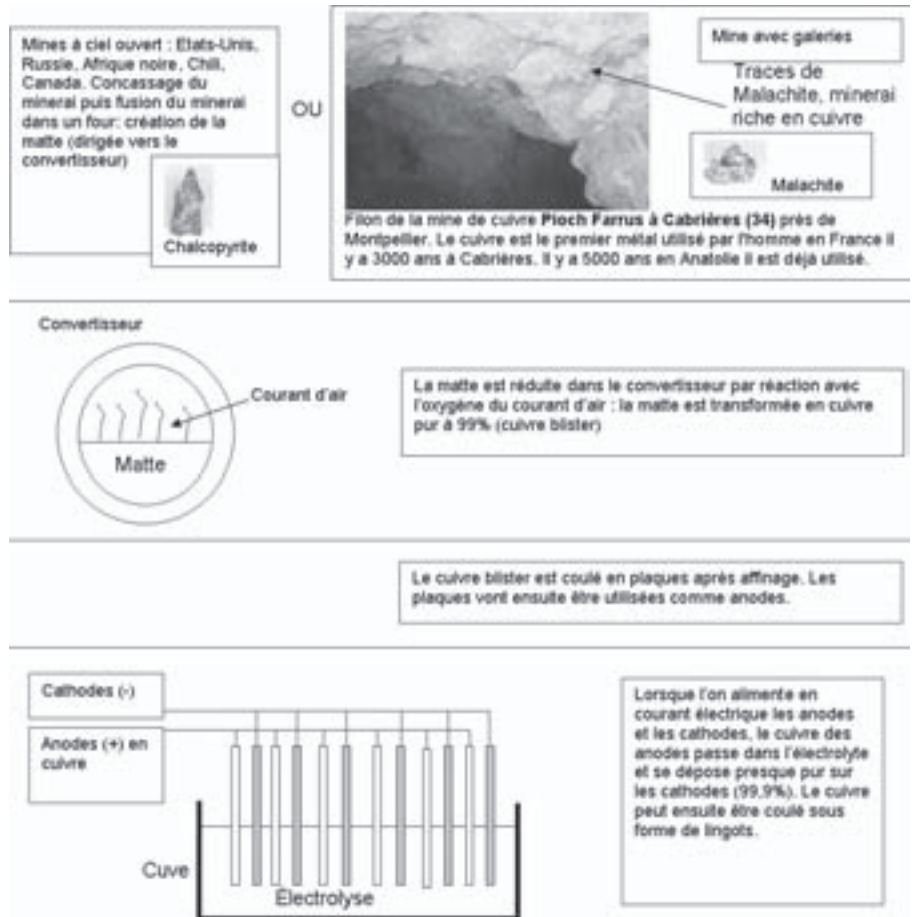 Mines à ciel ouvert : Etats-Unis,
Russie, Afrique noire, Chili,
Canada. Concassage du
minerai puis fusion du minerai
dans un four: création de la
matte (dirigée vers le
convertisseur)
Chalcopyrite
OU
Mine avec galeries
Traces de
Malachite, minerai
riche en cuivre
Malachite
Filon de la mine de cuivre Pioch Farrus à Cabrières (34) près de
Montpellier. Le cuivre est le premier métal utilisé par l'homme en France il
y a 3000 ans à Cabrières. Il y a 5000 ans en Anatolie il est déjà utilisé.
Convertisseur
Courant d'air
Matte
La matte est réduite dans le convertisseur par réaction avec
l'oxygène du courant d'air : la matte est transformée en cuivre
pur à 99% (cuivre blister)
Le cuivre blister est coulé en plaques après affinage. Les
plaques vont ensuite être utilisées comme anodes.
Cathodes (-)
Anodes (+) en
cuivre
Cuve
Électrolyse
Lorsque l'on alimente en
courant électrique les anodes
et les cathodes, le cuivre des
anodes passe dans l'électrolyte
et se dépose presque pur sur
les cathodes (99,9%). Le cuivre
peut ensuite être coulé sous
forme de lingots.